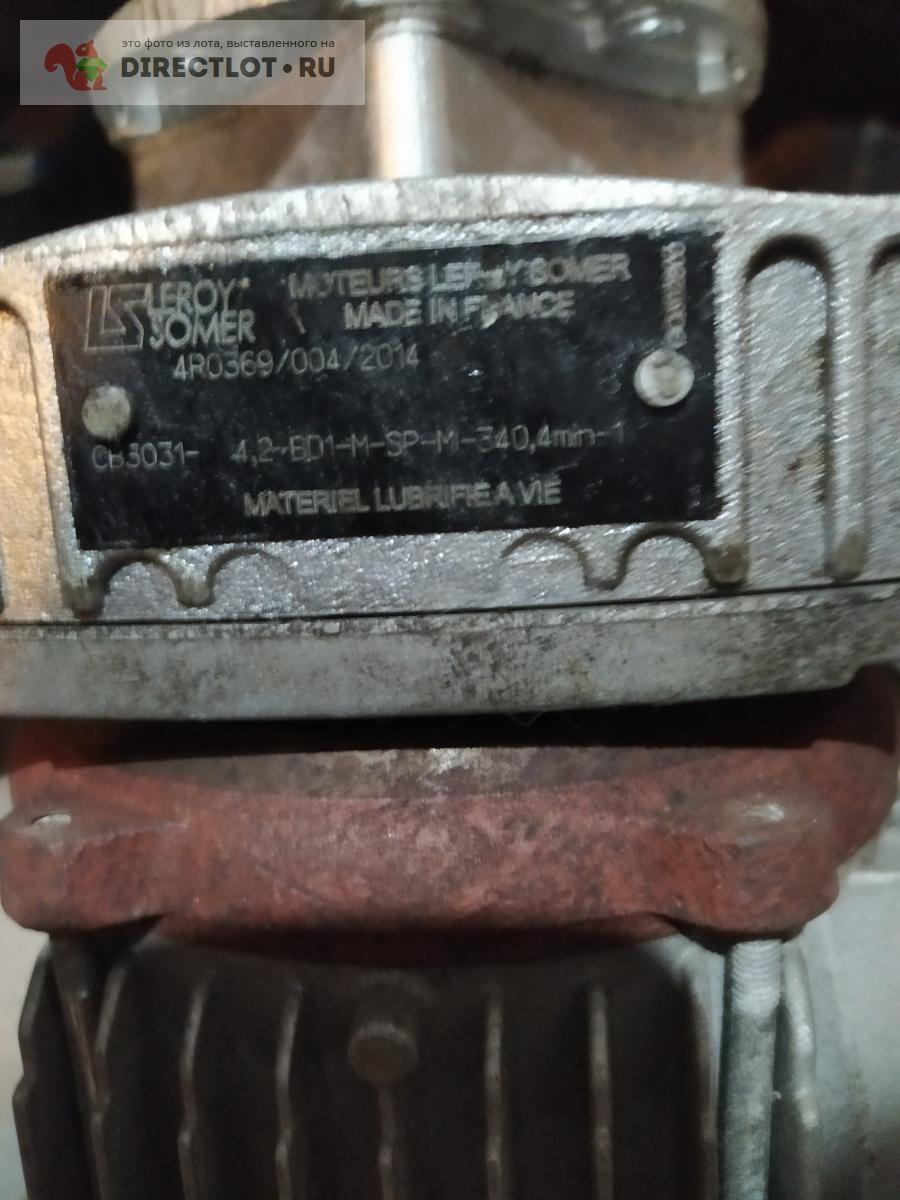 это фото из лота, выставленного на
DIRECTLOT•RU
LEROY
SOMER
MOTEURS LEROY SOMER
MADE IN FRANCE
4R0369/004/2014
CB3031- 4,2-BD1-M-SP-M-340,4min-1
MATERIEL LUBRIFIE A VIE